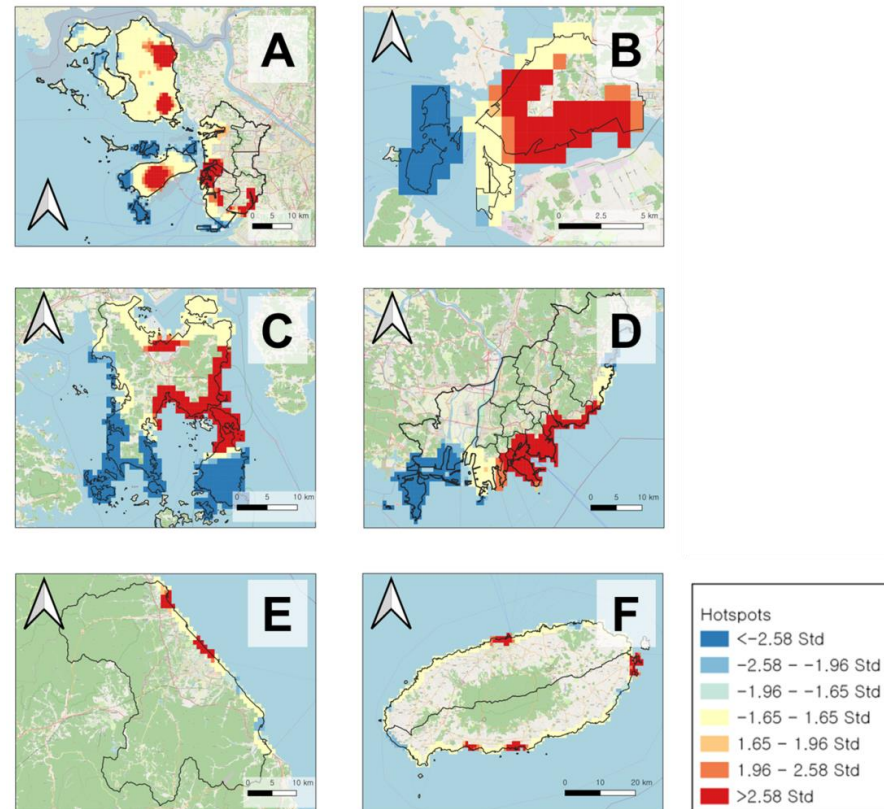 A
0 5 10 km
B
0 2.5 5 km
C
0 5 10 km
D
0 5 10 km
E
0 5 10 km
F
0 10 20 km
Hotspots
<-2.58 Std
-2.58 - -1.96 Std
-1.96 - -1.65 Std
-1.65 - 1.65 Std
1.65 - 1.96 Std
1.96 - 2.58 Std
>2.58 Std